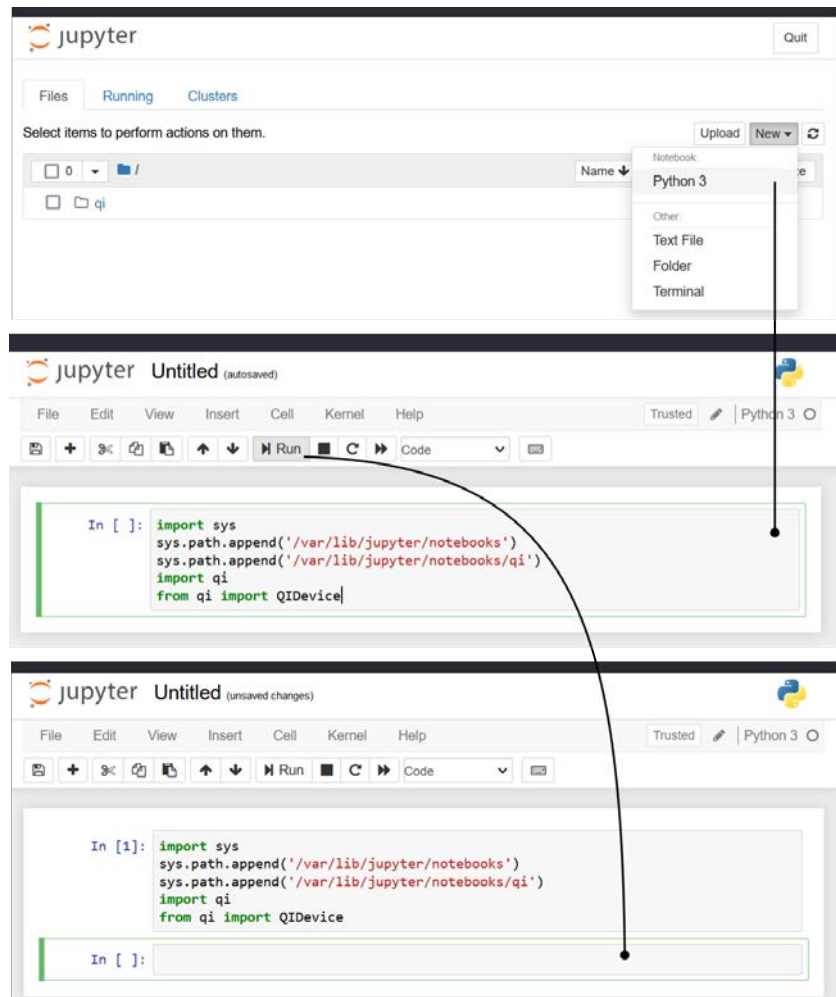 jupyter
Quit
Files Running Clusters
Select items to perform actions on them.
Upload New
0 / Name
Notebook:
Python 3
qi
Other:
Text File
Folder
Terminal
jupyter Untitled (autosaved)
File Edit View Insert Cell Kernel Help Trusted Python 3
Run Code
In [ ]: import sys
sys.path.append('/var/lib/jupyter/notebooks')
sys.path.append('/var/lib/jupyter/notebooks/qi')
import qi
from qi import QIDevice
jupyter Untitled (unsaved changes)
File Edit View Insert Cell Kernel Help Trusted Python 3
Run Code
In [1]: import sys
sys.path.append('/var/lib/jupyter/notebooks')
sys.path.append('/var/lib/jupyter/notebooks/qi')
import qi
from qi import QIDevice
In [ ]: